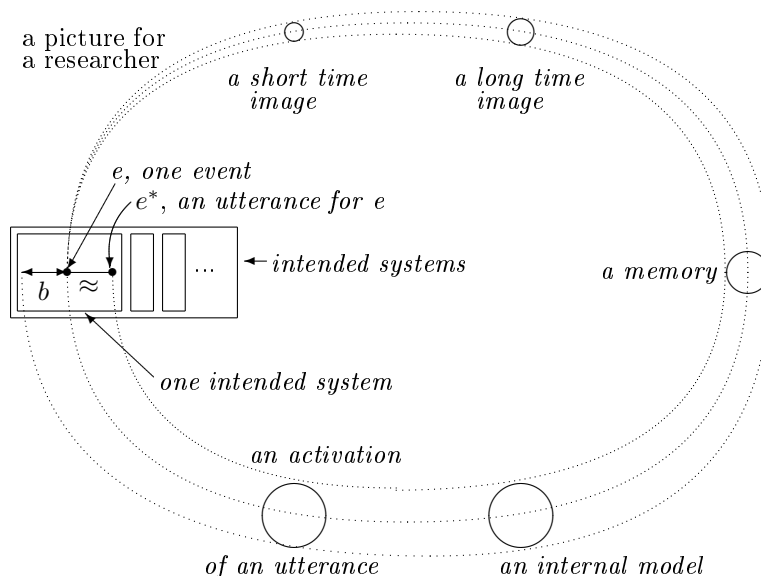 a picture for
a researcher
a short time
image
a long time
image
e, one event
e*, an utterance for e
b
≈
...
intended systems
a memory
one intended system
an activation
of an utterance
an internal model